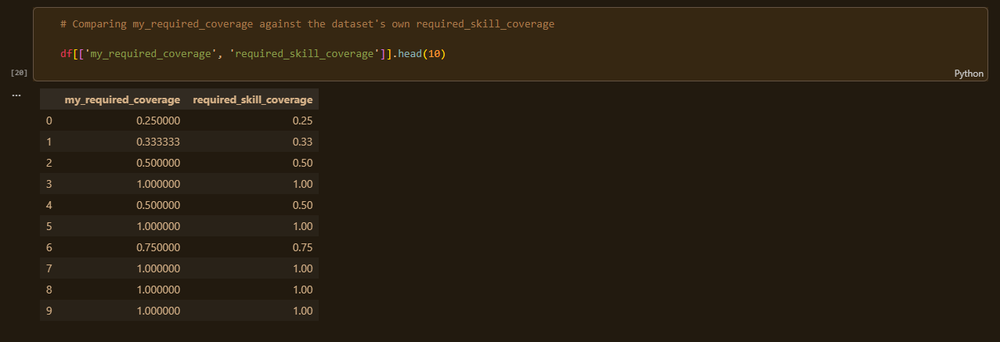 # Comparing my_required_coverage against the dataset's own required_skill_coverage
df[['my_required_coverage', 'required_skill_coverage']].head(10)
[20]
Python
...
my_required_coverage required_skill_coverage
0 0.250000 0.25
1 0.333333 0.33
2 0.500000 0.50
3 1.000000 1.00
4 0.500000 0.50
5 1.000000 1.00
6 0.750000 0.75
7 1.000000 1.00
8 1.000000 1.00
9 1.000000 1.00